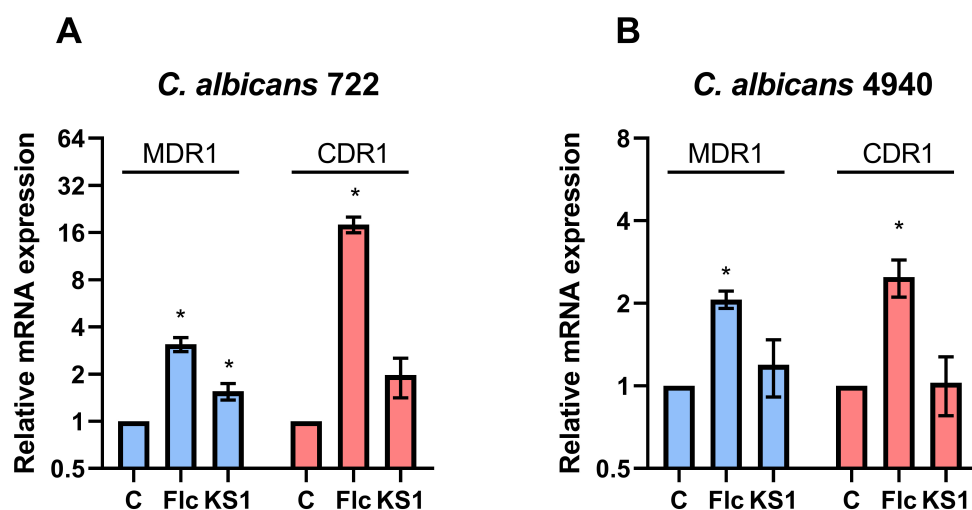 A
C. albicans 722
Relative mRNA expression
64
32
16
8
4
2
1
0.5
MDR1
CDR1
*
*
*
C Flc KS1 C Flc KS1
B
C. albicans 4940
Relative mRNA expression
8
4
2
1
0.5
MDR1
CDR1
*
*
C Flc KS1 C Flc KS1